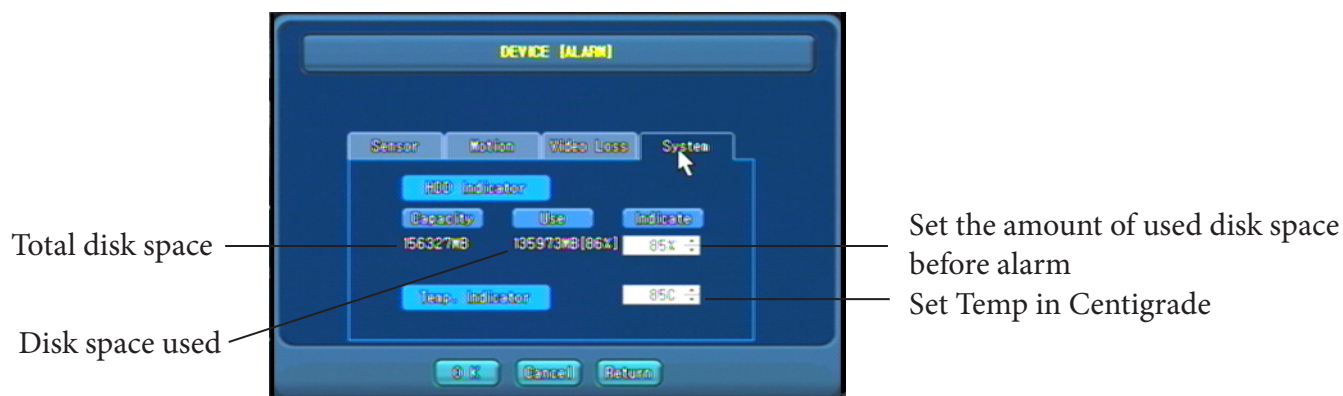 DEVICE [ALARM]
Sensor Motion Video Loss System
HDD Indicator
Capacity Use Indicate
Total disk space 156327MB 135973MB[86%] 85% Set the amount of used disk space
before alarm
Temp. Indicator 85C Set Temp in Centigrade
Disk space used
O K Cancel Return